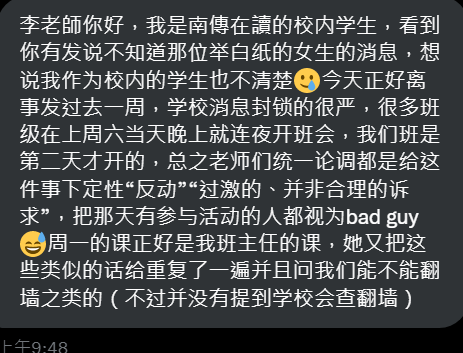 李老師你好，我是南傳在讀的校内学生，看到
你有发说不知道那位举白纸的女生的消息，想
说我作为校内的学生也不清楚🥲今天正好离
事发过去一周，学校消息封锁的很严，很多班
级在上周六当天晚上就连夜开班会，我们班是
第二天才开的，总之老师们统一论调都是给这
件事下定性“反动”“过激的、并非合理的诉
求”，把那天有参与活动的人都视为bad guy
😅周一的课正好是我班主任的课，她又把这
些类似的话给重复了一遍并且问我们能不能翻
墙之类的（不过并没有提到学校会查翻墙）
上午9:48